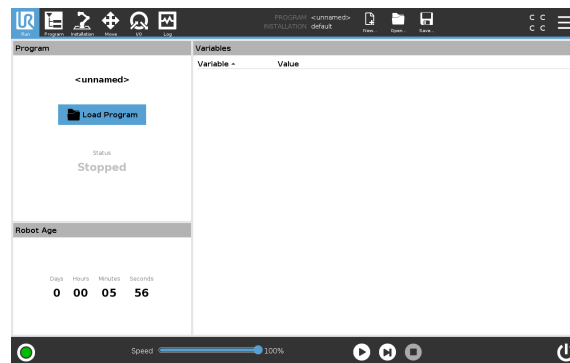 UR
PROGRAM <unnamed>
INSTALLATION default
C C
C C
Run Program Installation Move I/O Log New... Open... Save...
Program
Variables
Variable Value
<unnamed>
Load Program
Status
Stopped
Robot Age
Days Hours Minutes Seconds
0 00 05 56
Speed 100%